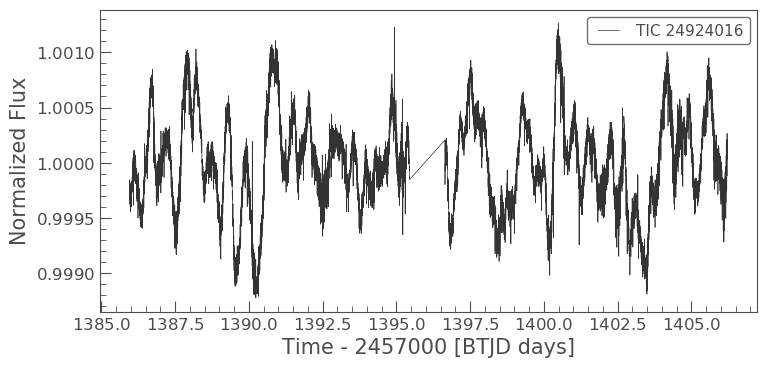 TIC 24924016
Normalized Flux
1.0010
1.0005
1.0000
0.9995
0.9990
1385.0 1387.5 1390.0 1392.5 1395.0 1397.5 1400.0 1402.5 1405.0
Time - 2457000 [BTJD days]